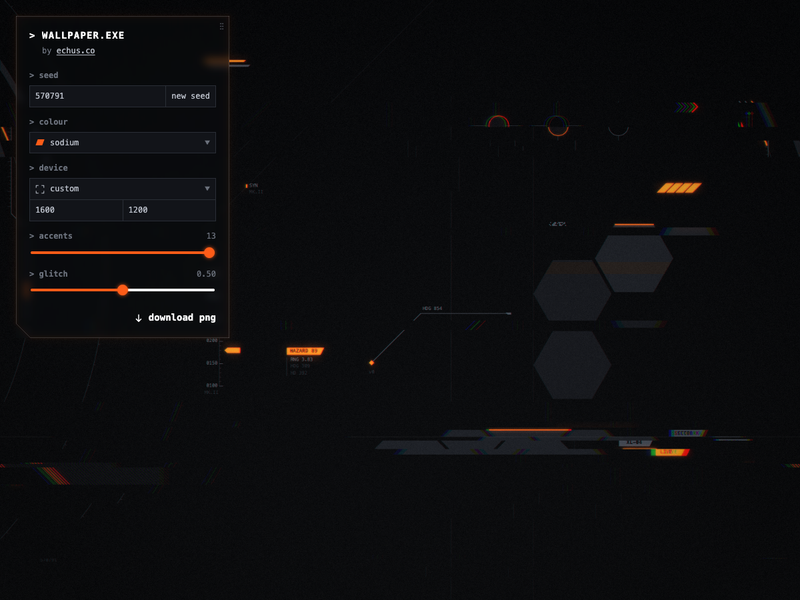 > WALLPAPER.EXE
by echus.co
> seed
570791 new seed
> colour
sodium
> device
custom
1600 1200
> accents 13
> glitch 0.50
↓ download png
HDG 054
HAZARD 03